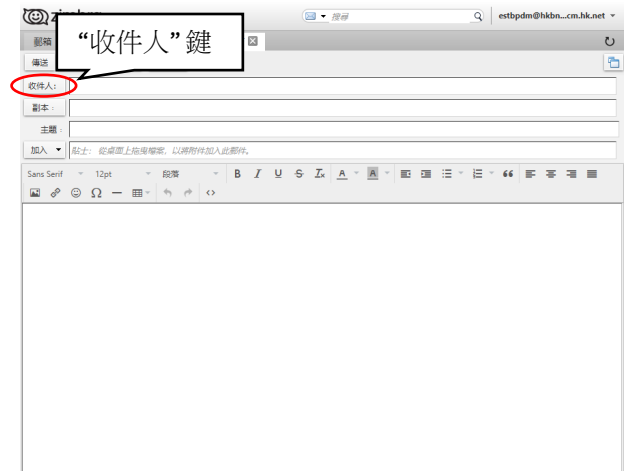 搜尋
estbpdm@hkbn...cm.hk.net
郵箱
“收件人”鍵
傳送
收件人:
副本:
主題:
加入
貼士: 從桌面上拖曳檔案，以將附件加入此郵件。
Sans Serif 12pt 段落 B I U S Ix A A